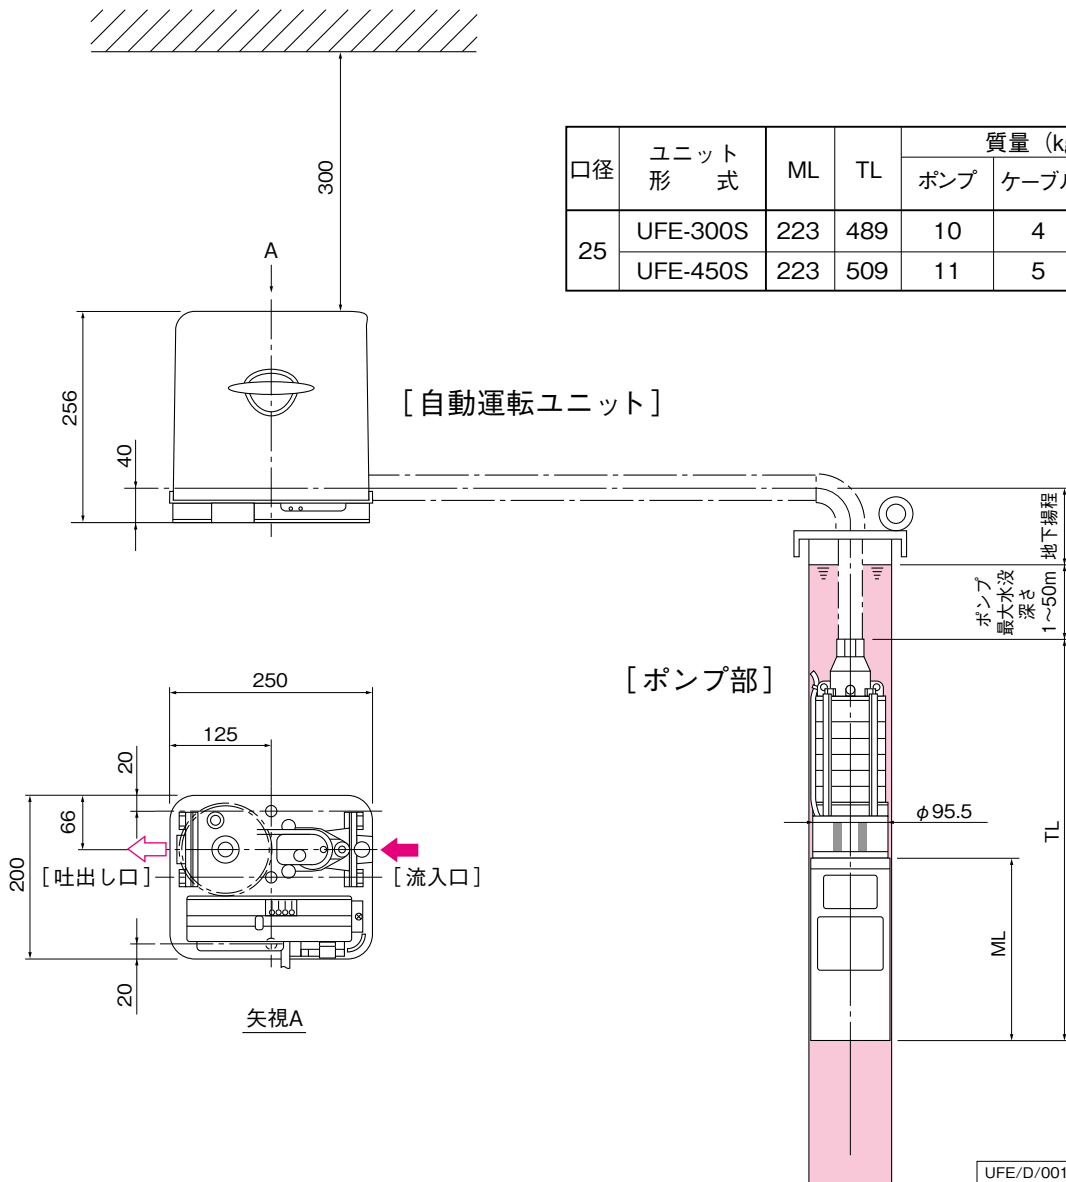 300
A
口径
ユニット
形 式
ML
TL
質量（kg
ポンプ
ケーブル
25
UFE-300S
223
489
10
4
UFE-450S
223
509
11
5
256
40
［自動運転ユニット］
地下揚程
ポンプ
最大水没
深さ
1～50m
［ポンプ部］
250
125
20
66
200
［吐出し口］
［流入口］
20
矢視A
φ95.5
TL
ML
UFE/D/001